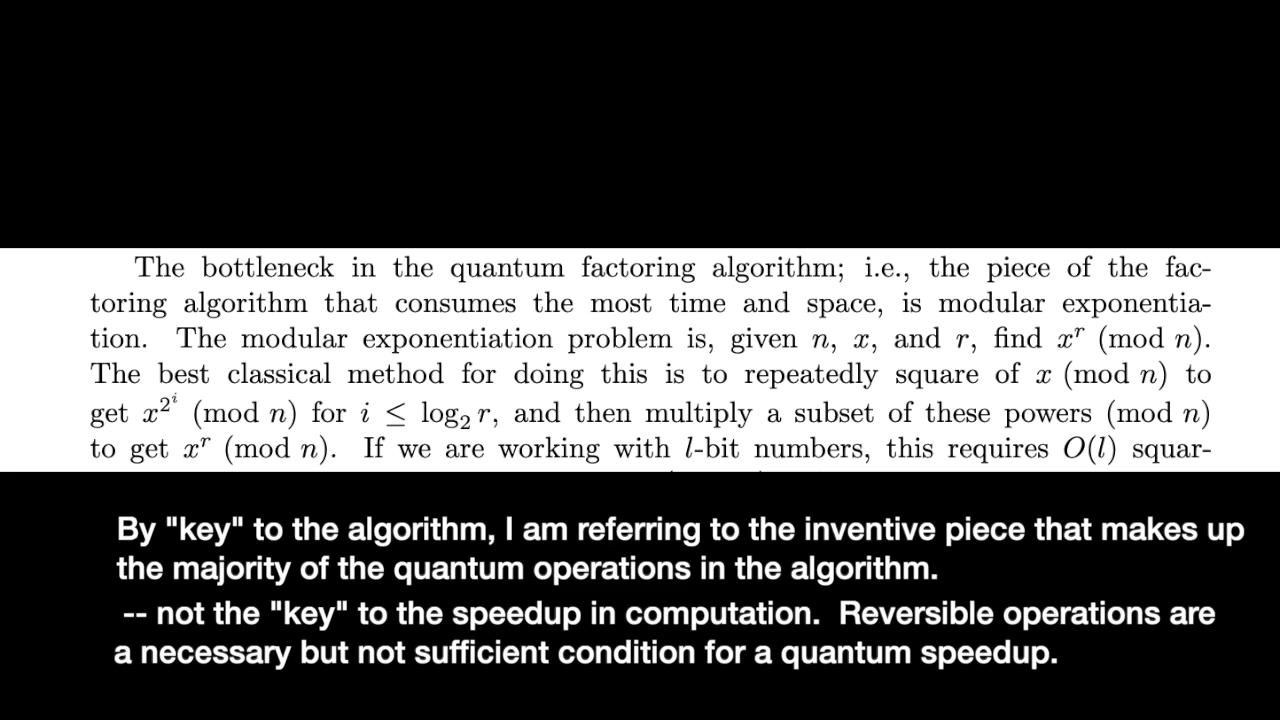 The bottleneck in the quantum factoring algorithm; i.e., the piece of the fac-
toring algorithm that consumes the most time and space, is modular exponentia-
tion. The modular exponentiation problem is, given n, x, and r, find xʳ (mod n).
The best classical method for doing this is to repeatedly square of x (mod n) to
get x^{2^i} (mod n) for i ≤ log₂ r, and then multiply a subset of these powers (mod n)
to get xʳ (mod n). If we are working with l-bit numbers, this requires O(l) squar-
By "key" to the algorithm, I am referring to the inventive piece that makes up
the majority of the quantum operations in the algorithm.
-- not the "key" to the speedup in computation. Reversible operations are
a necessary but not sufficient condition for a quantum speedup.